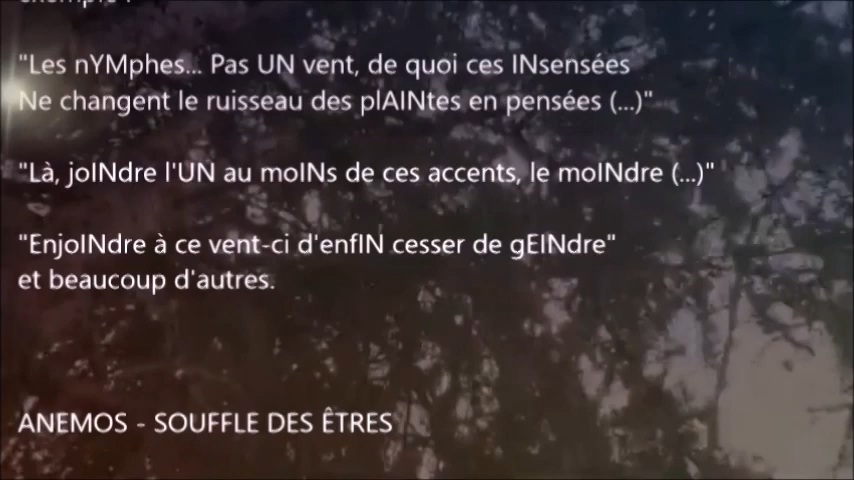 exemple :
"Les nYMphes... Pas UN vent, de quoi ces INsensées
Ne changent le ruisseau des plAINtes en pensées (...)"
"Là, joINdre l'UN au moINs de ces accents, le moINdre (...)"
"EnjoINdre à ce vent-ci d'enfIN cesser de gEINdre"
et beaucoup d'autres.
ANEMOS - SOUFFLE DES ÊTRES